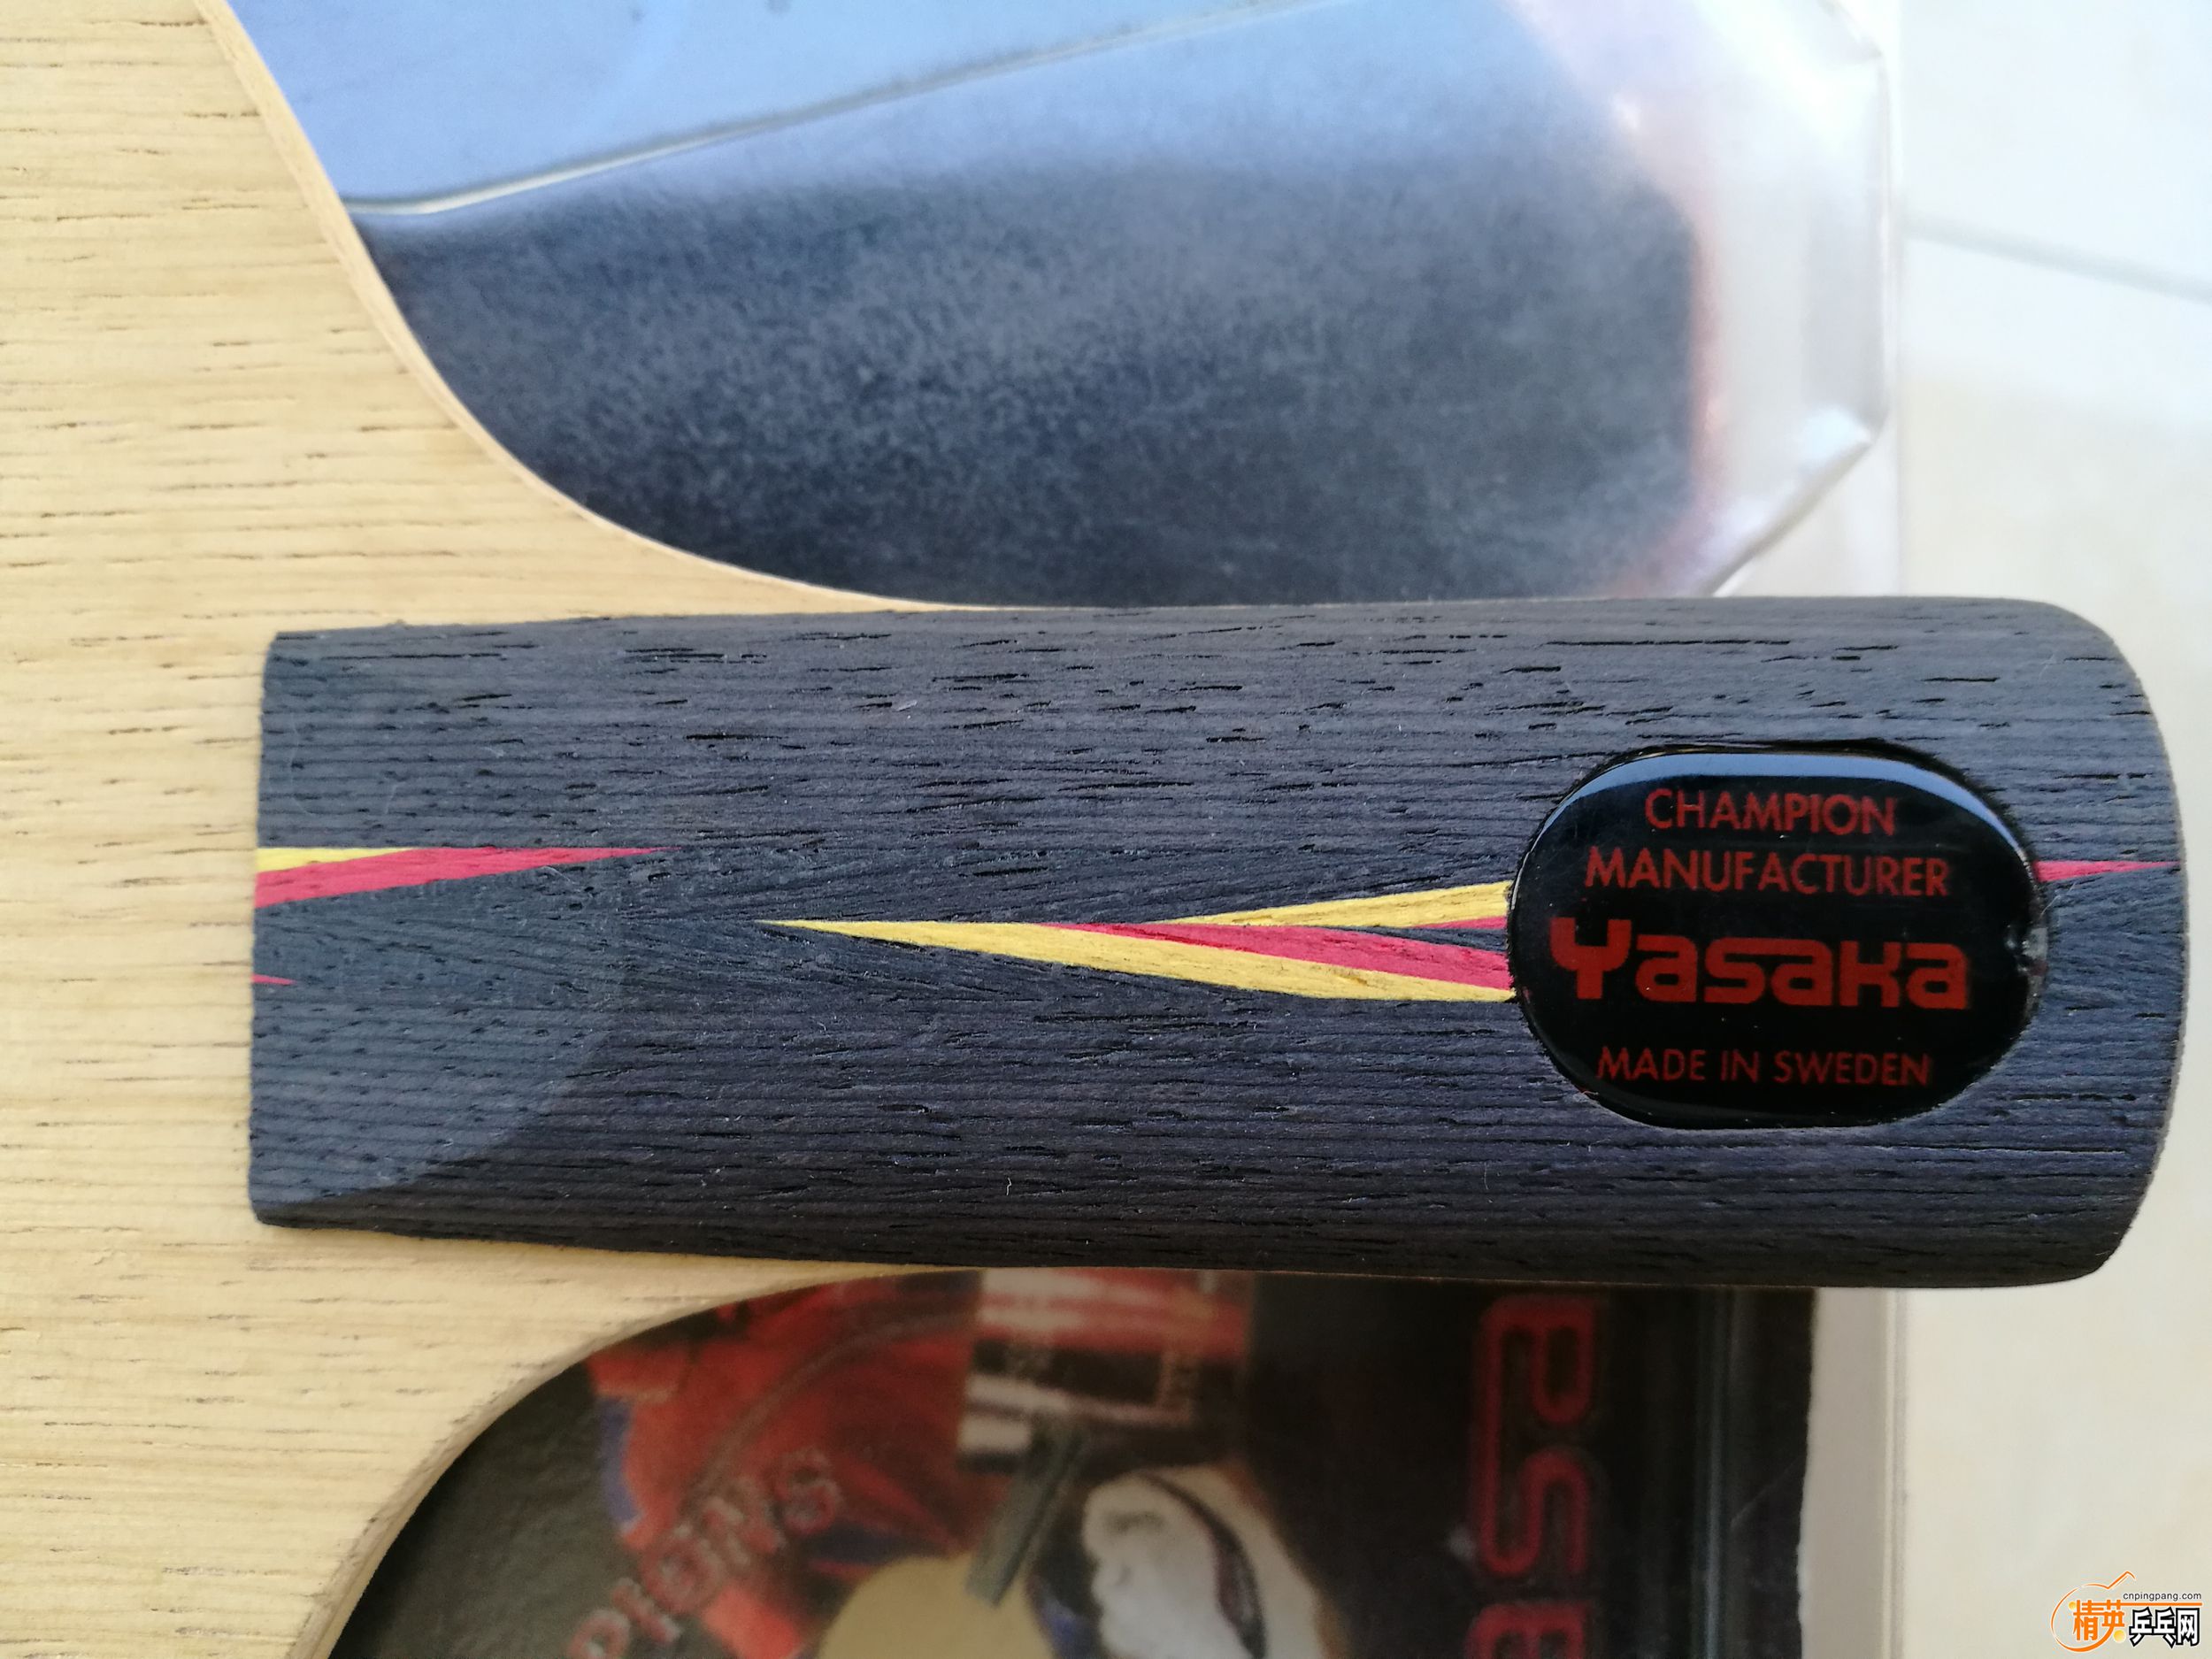 CHAMPION
MANUFACTURER
Yasaka
MADE IN SWEDEN
cnpingpang.com
精英乒乓网